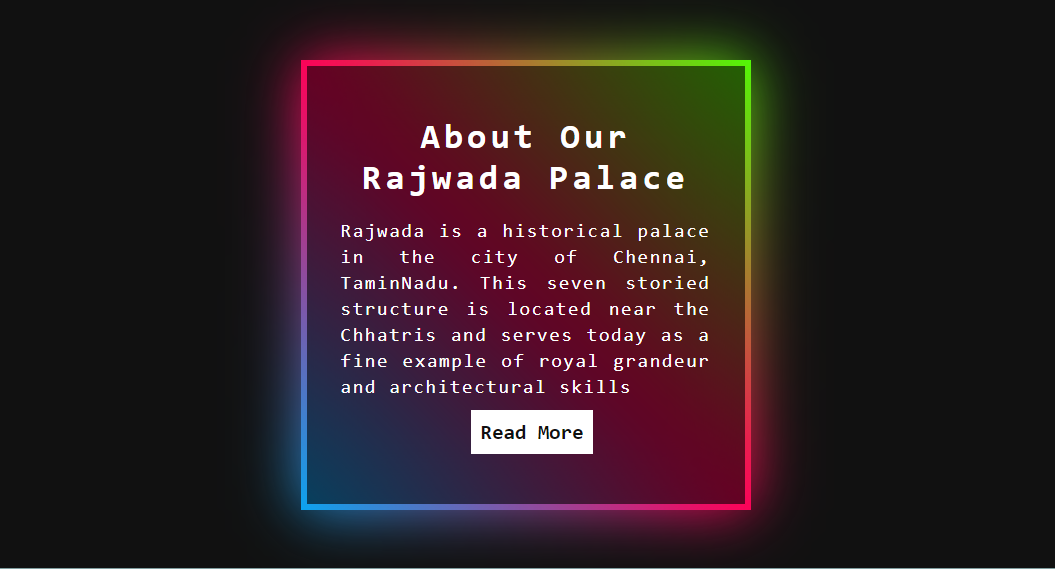 About Our
Rajwada Palace
Rajwada is a historical palace
in the city of Chennai,
TaminNadu. This seven storied
structure is located near the
Chhatris and serves today as a
fine example of royal grandeur
and architectural skills
Read More